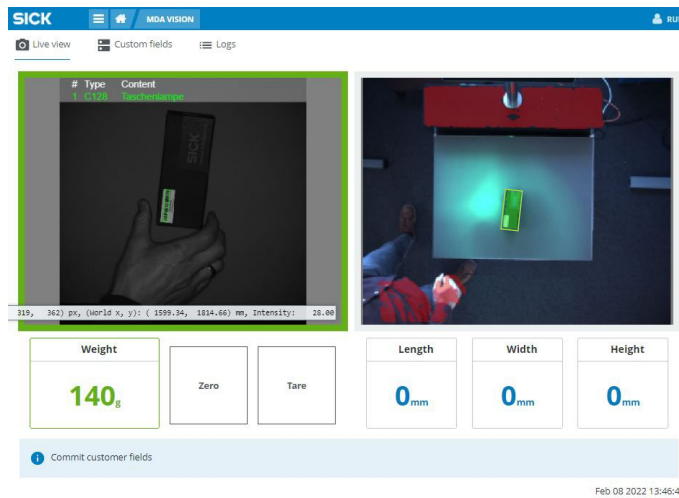 SICK
MDA VISION
RU
Live view
Custom fields
Logs
# Type Content
1 C128 Taschenlampe
SICK
319, 362) px, (World x, y): ( 1599.34, 1814.66) mm, Intensity: 28.00
Weight
140g
Zero
Tare
Length
0mm
Width
0mm
Height
0mm
Commit customer fields
Feb 08 2022 13:46:4